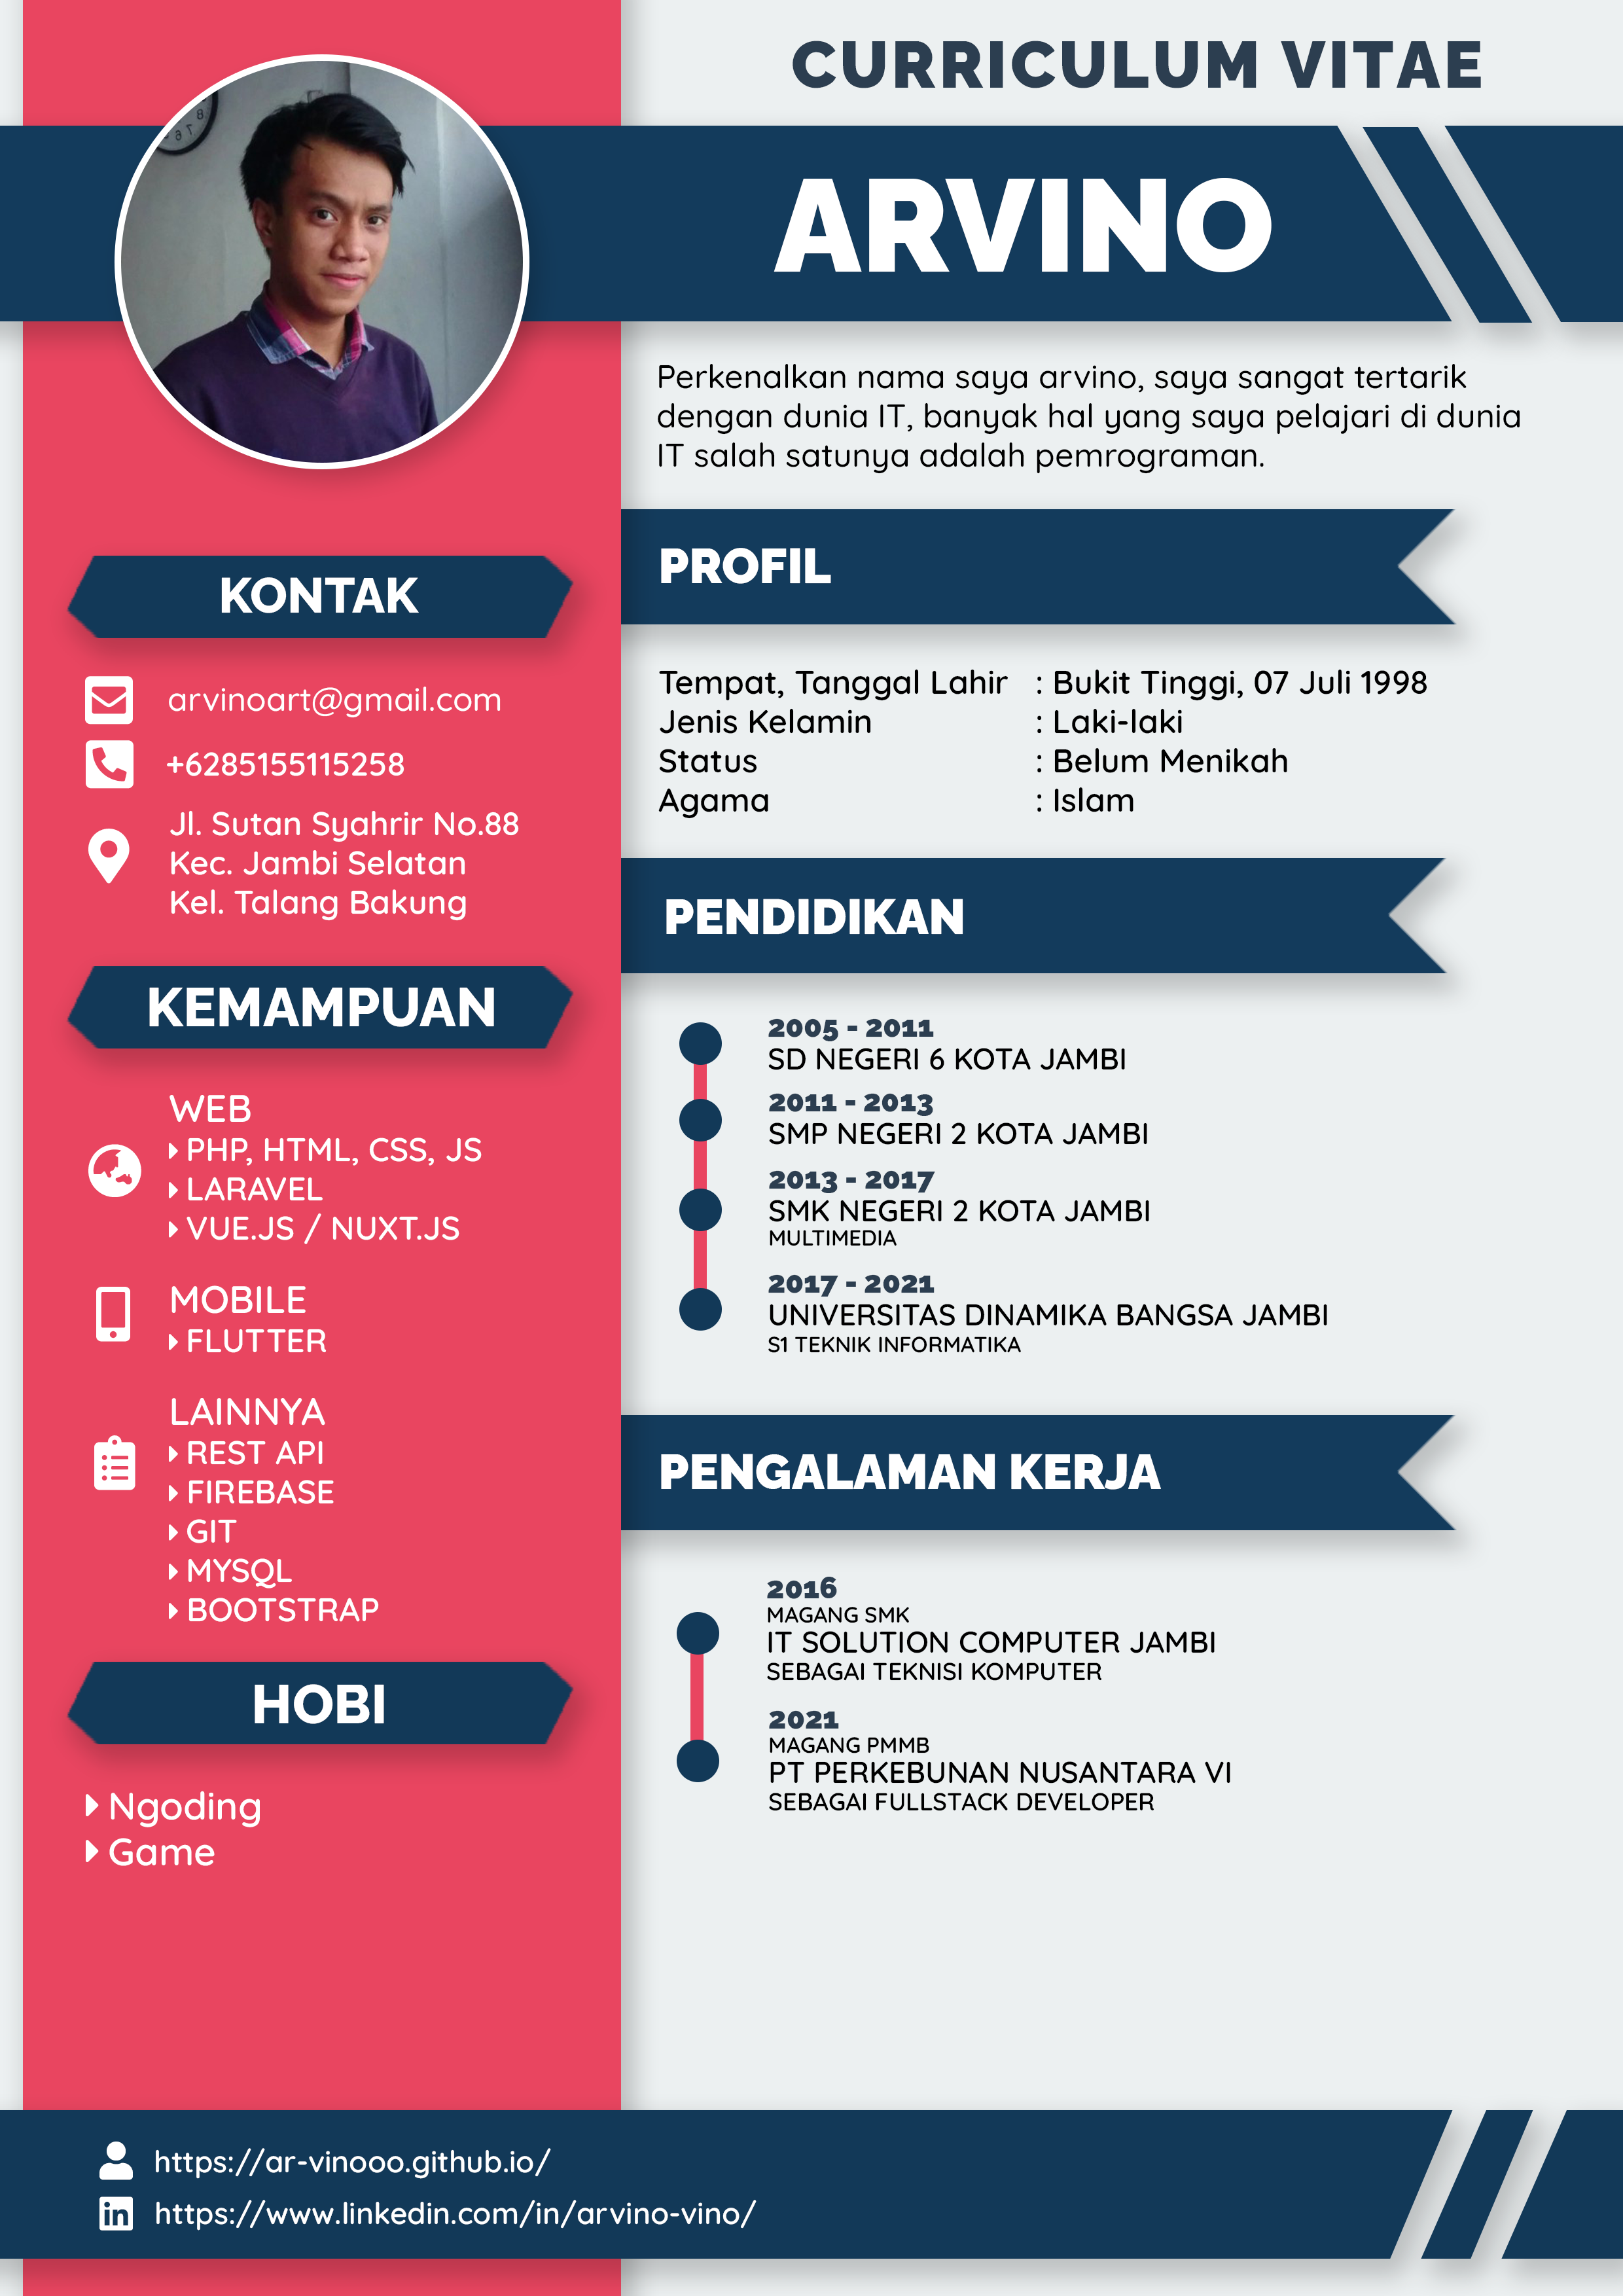 CURRICULUM VITAE
ARVINO
Perkenalkan nama saya arvino, saya sangat tertarik
dengan dunia IT, banyak hal yang saya pelajari di dunia
IT salah satunya adalah pemrograman.
KONTAK
arvinoart@gmail.com
+6285155115258
Jl. Sutan Syahrir No.88
Kec. Jambi Selatan
Kel. Talang Bakung
KEMAMPUAN
WEB
PHP, HTML, CSS, JS
LARAVEL
VUE.JS / NUXT.JS
MOBILE
FLUTTER
LAINNYA
REST API
FIREBASE
GIT
MYSQL
BOOTSTRAP
HOBI
Ngoding
Game
PROFIL
Tempat, Tanggal Lahir : Bukit Tinggi, 07 Juli 1998
Jenis Kelamin : Laki-laki
Status : Belum Menikah
Agama : Islam
PENDIDIKAN
2005 - 2011
SD NEGERI 6 KOTA JAMBI
2011 - 2013
SMP NEGERI 2 KOTA JAMBI
2013 - 2017
SMK NEGERI 2 KOTA JAMBI
MULTIMEDIA
2017 - 2021
UNIVERSITAS DINAMIKA BANGSA JAMBI
S1 TEKNIK INFORMATIKA
PENGALAMAN KERJA
2016
MAGANG SMK
IT SOLUTION COMPUTER JAMBI
SEBAGAI TEKNISI KOMPUTER
2021
MAGANG PMMB
PT PERKEBUNAN NUSANTARA VI
SEBAGAI FULLSTACK DEVELOPER
https://ar-vinooo.github.io/
https://www.linkedin.com/in/arvino-vino/